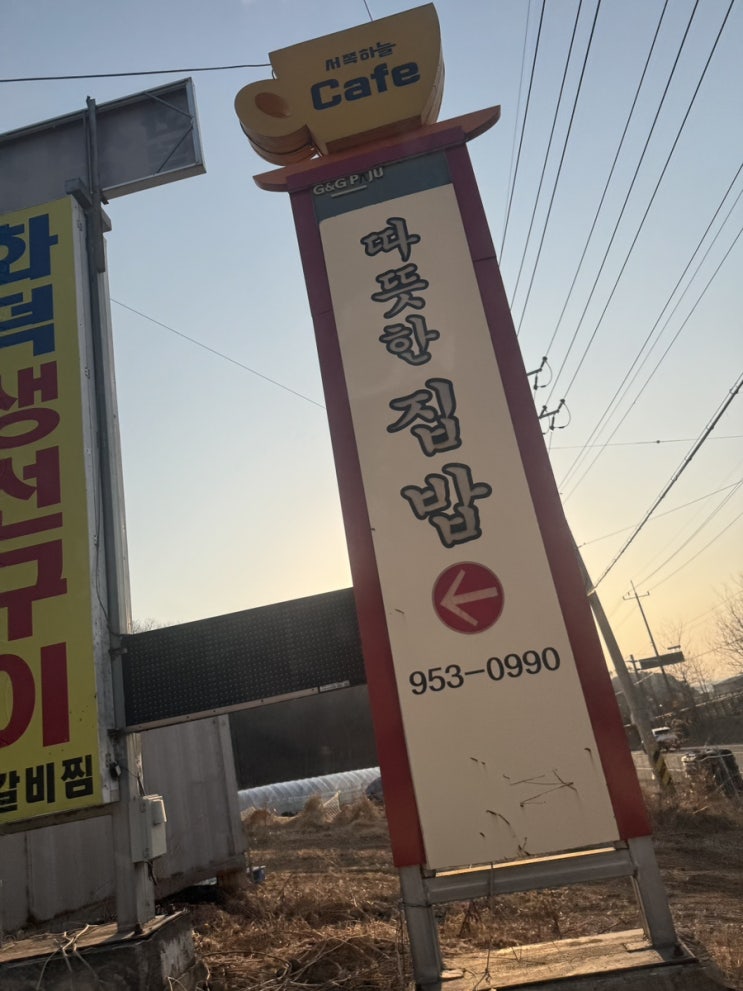 서쪽하늘
Cafe
G&G PAJU
따뜻한 집밥
953-0990
화덕생선구이
갈비찜